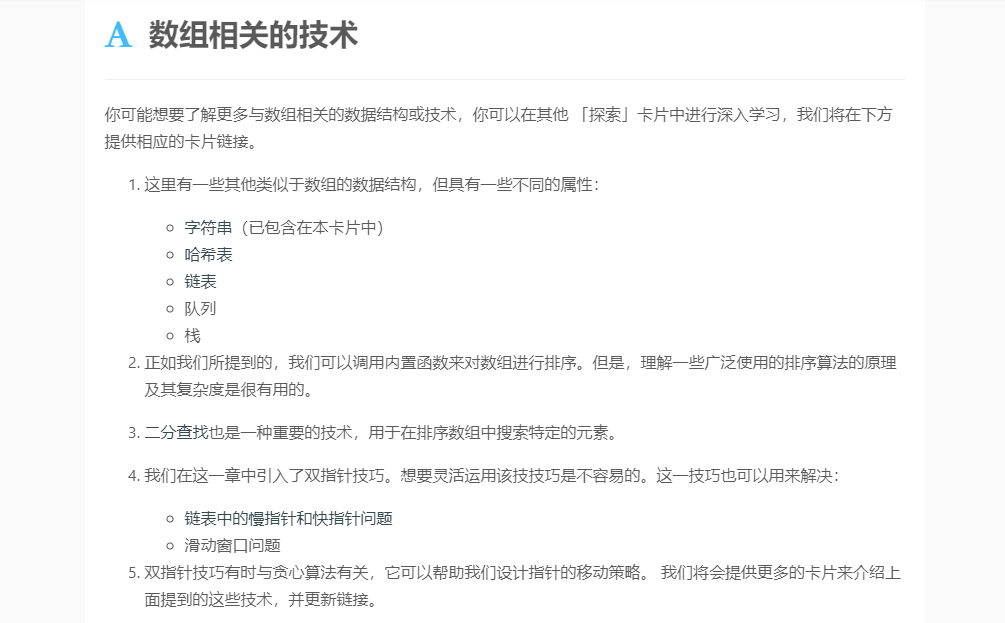 A 数组相关的技术
你可能想要了解更多与数组相关的数据结构或技术，你可以在其他 「探索」卡片中进行深入学习，我们将在下方
提供相应的卡片链接。
1. 这里有一些其他类似于数组的数据结构，但具有一些不同的属性：
字符串（已包含在本卡片中）
哈希表
链表
队列
栈
2. 正如我们所提到的，我们可以调用内置函数来对数组进行排序。但是，理解一些广泛使用的排序算法的原理
及其复杂度是很有用的。
3. 二分查找也是一种重要的技术，用于在排序数组中搜索特定的元素。
4. 我们在这一章中引入了双指针技巧。想要灵活运用该技技巧是不容易的。这一技巧也可以用来解决：
链表中的慢指针和快指针问题
滑动窗口问题
5. 双指针技巧有时与贪心算法有关，它可以帮助我们设计指针的移动策略。 我们将会提供更多的卡片来介绍上
面提到的这些技术，并更新链接。